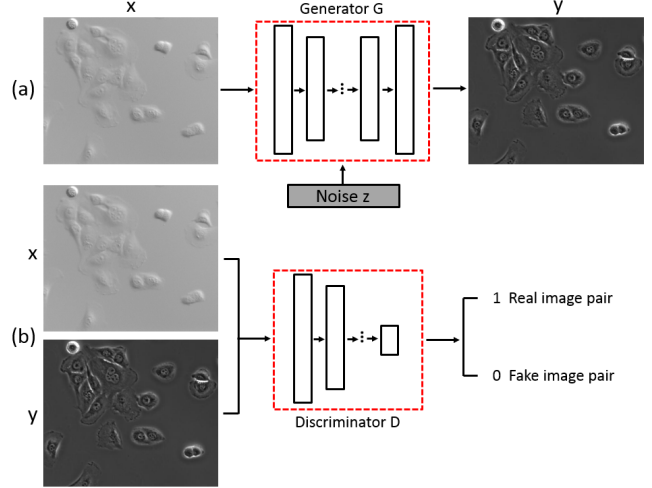 x
Generator G
y
(a)
Noise z
x
(b)
1 Real image pair
0 Fake image pair
y
Discriminator D